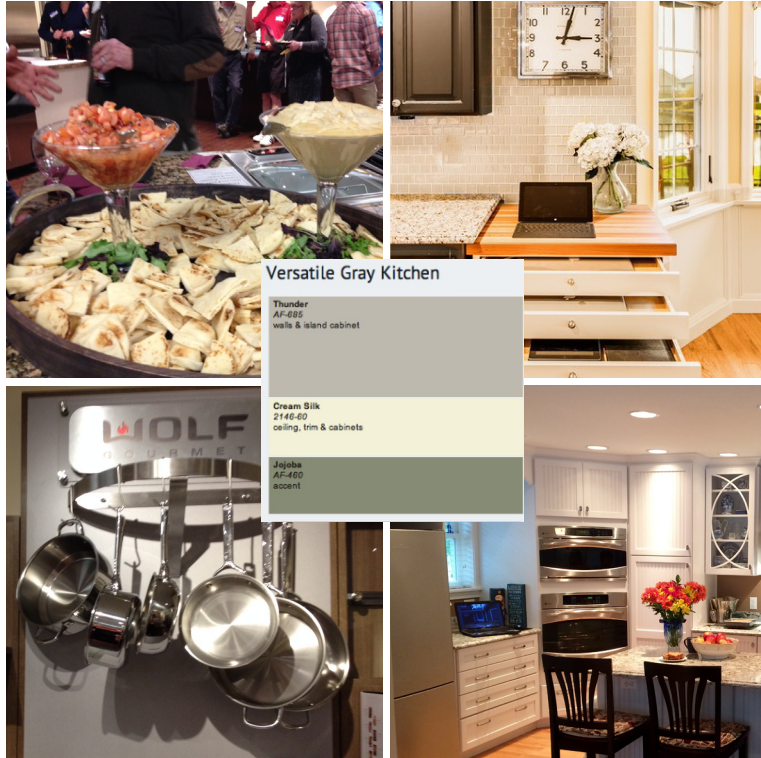 12
Versatile Gray Kitchen
Thunder
AF-685
walls & island cabinet
Cream Silk
2146-60
ceiling, trim & cabinets
Jojoba
AF-460
accent
WOLF
GOURMET